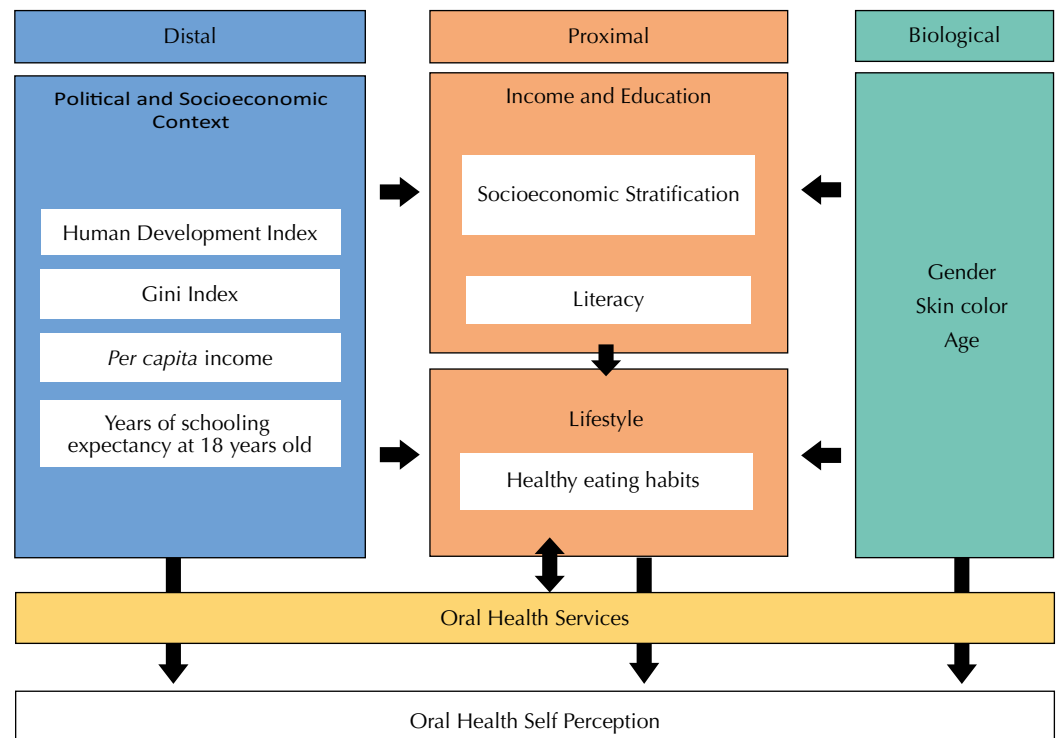 Distal
Proximal
Biological
Political and Socioeconomic
Context
Human Development Index
Gini Index
Per capita income
Years of schooling
expectancy at 18 years old
Income and Education
Socioeconomic Stratification
Literacy
Lifestyle
Healthy eating habits
Gender
Skin color
Age
Oral Health Services
Oral Health Self Perception